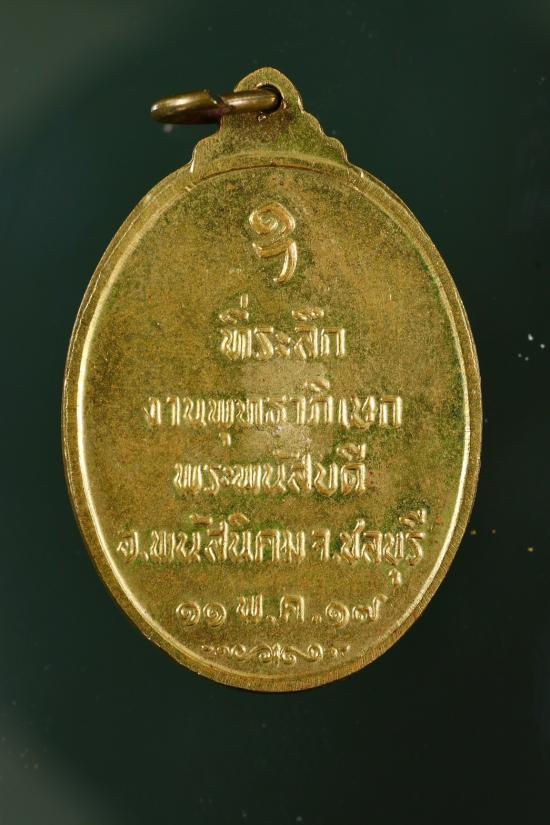 ที่ระลึก
งานพุทธาภิเษก
พระพนัสบดี
อ.พนัสนิคม จ.ชลบุรี
๑๑ พ.ค.๑๗